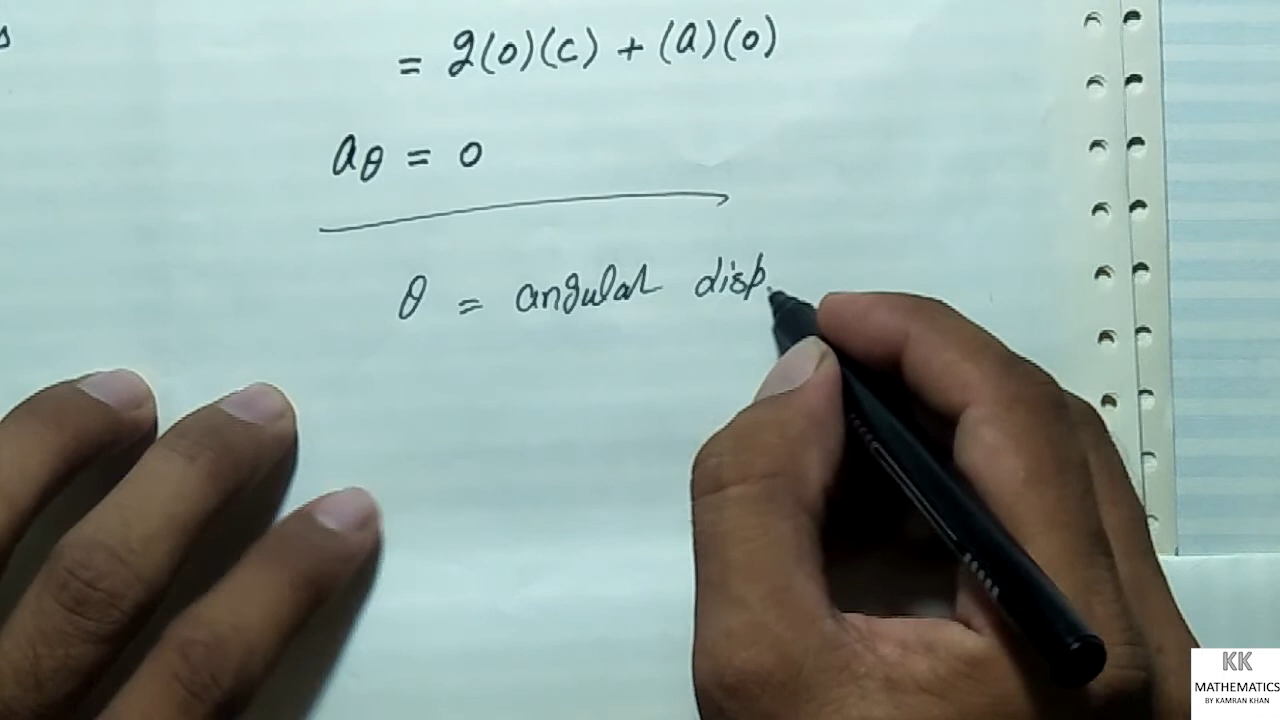 = 2(0)(c) + (a)(0)
aθ = 0
θ = angular disp
KK
MATHEMATICS
BY KAMRAN KHAN